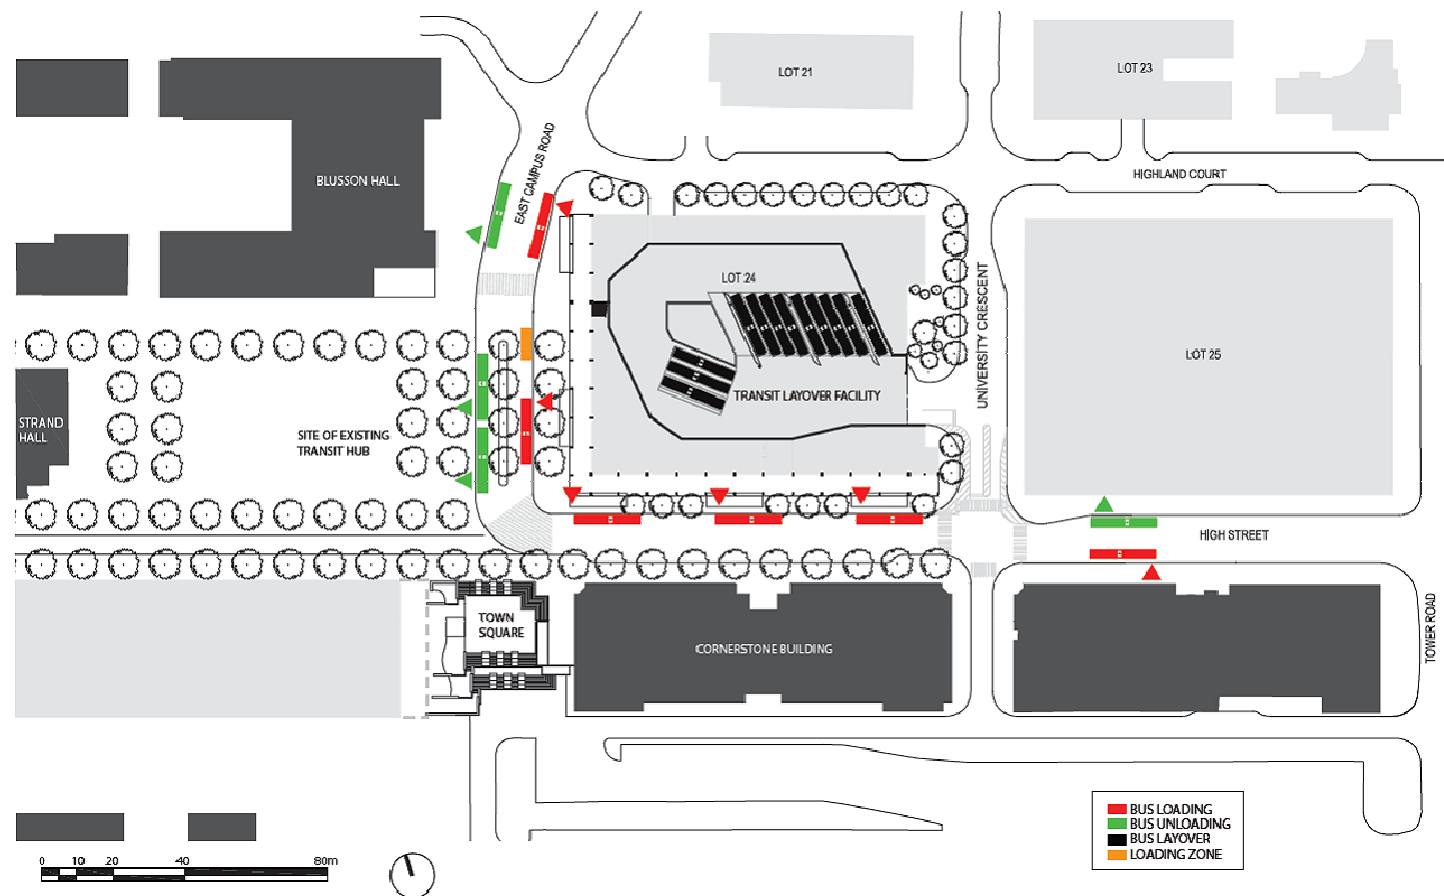 LOT 21
LOT 23
EAST CAMPUS ROAD
BLUSSON HALL
HIGHLAND COURT
LOT 24
UNIVERSITY CRESCENT
LOT 25
TRANSIT LAYOVER FACILITY
STRAND
HALL
SITE OF EXISTING
TRANSIT HUB
HIGH STREET
TOWN
SQUARE
CORNERSTONE BUILDING
TOWER ROAD
BUS LOADING
BUS UNLOADING
BUS LAYOVER
LOADING ZONE
0 10 20 40 80m